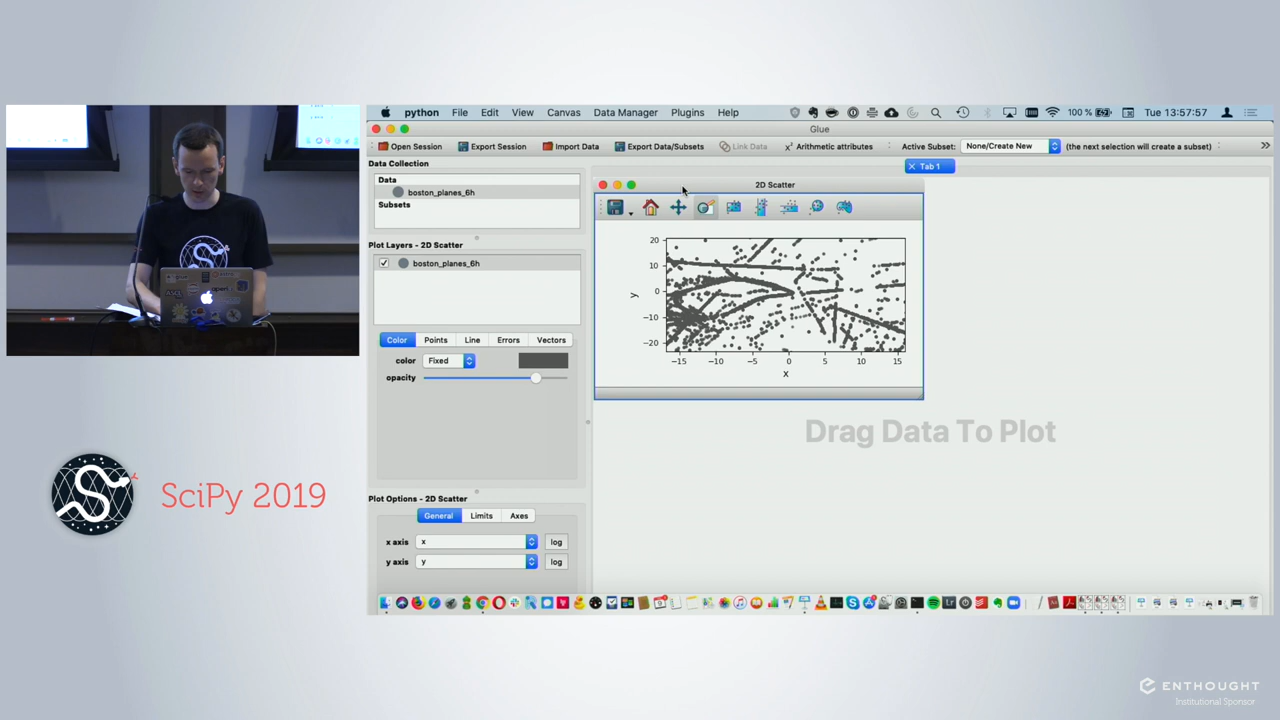 python File Edit View Canvas Data Manager Plugins Help 100 % Tue 13:57:57
Glue
Open Session Export Session Import Data Export Data/Subsets Link Data Arithmetic attributes Active Subset: None/Create New (the next selection will create a subset)
Data Collection
Tab 1
Data
boston_planes_6h
Subsets
2D Scatter
Plot Layers - 2D Scatter
boston_planes_6h
20
10
0
−10
−20
y
−15 −10 −5 0 5 10 15
x
Color Points Line Errors Vectors
color Fixed
opacity
Drag Data To Plot
Plot Options - 2D Scatter
General Limits Axes
x axis x log
y axis y log
SciPy 2019
ENTHOUGHT
Institutional Sponsor